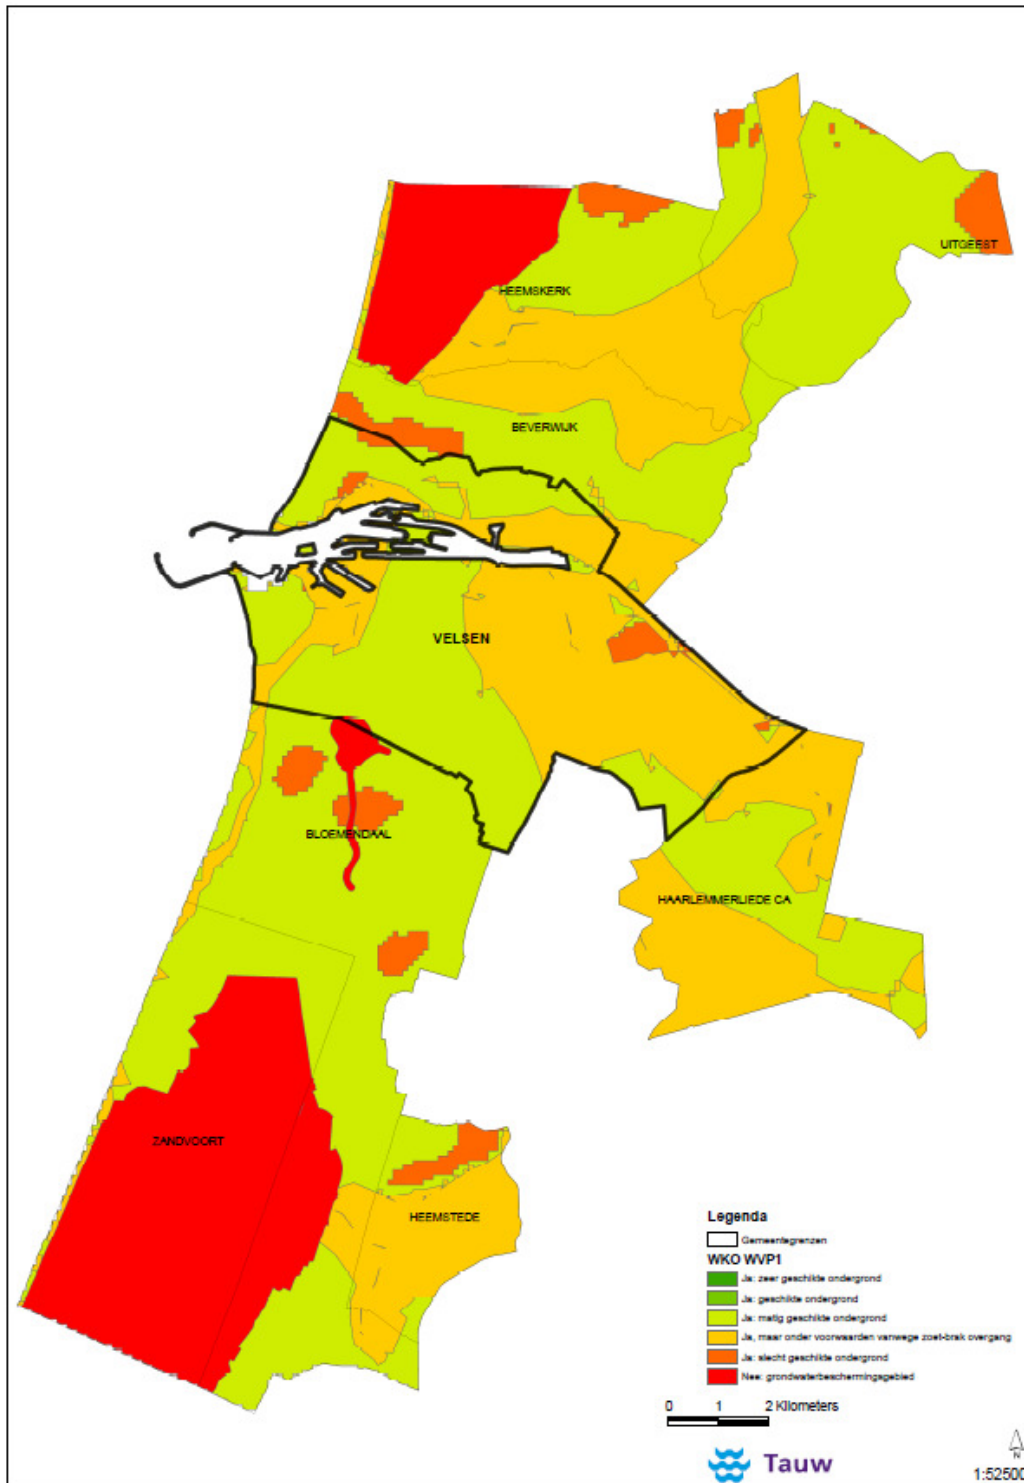 UITGEEST
HEEMSKERK
BEVERWIJK
VELSEN
BLOEMENDAAL
HAARLEMMERLIEDE CA
ZANDVOORT
HEEMSTEDE
Legenda
Gemeentegrenzen
WKO WVP1
Ja: zeer geschikte ondergrond
Ja: geschikte ondergrond
Ja: matig geschikte ondergrond
Ja, maar onder voorwaarden vanwege zoet-brak overgang
Ja: slecht geschikte ondergrond
Nee: grondwaterbeschermingsgebied
0 1 2 Kilometers
N
Tauw
1:52500